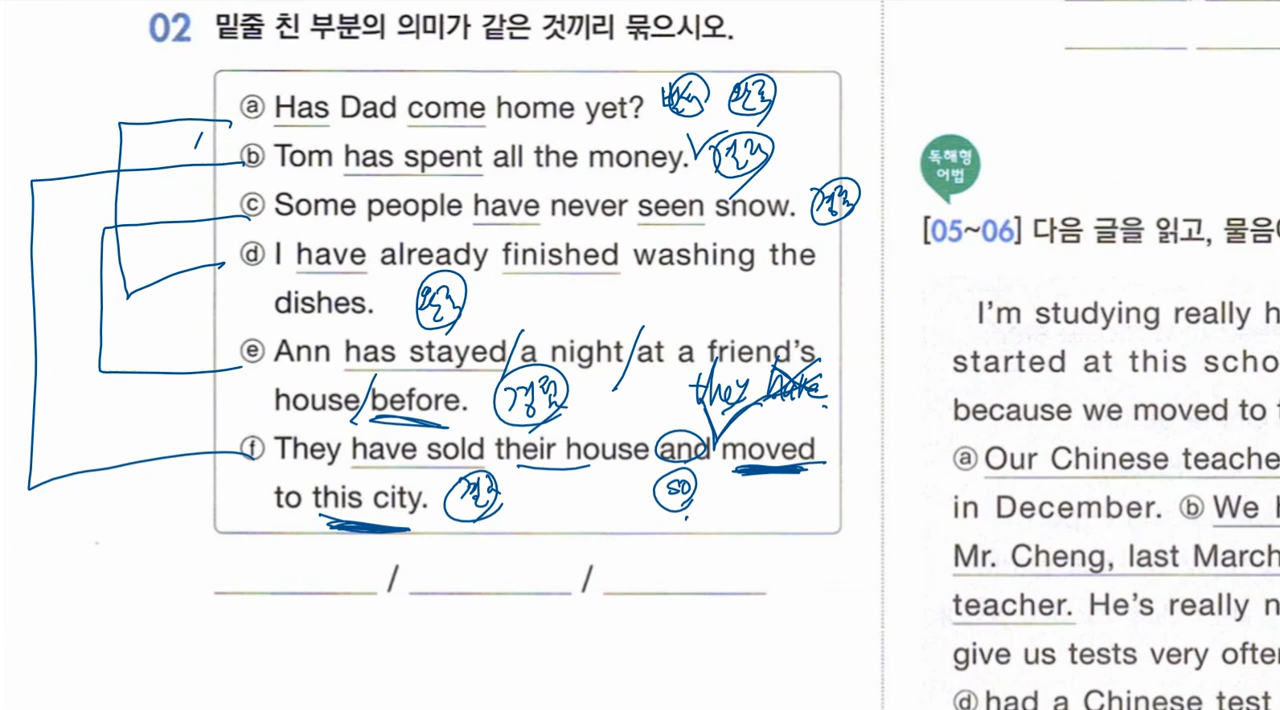 02 밑줄 친 부분의 의미가 같은 것끼리 묶으시오.
ⓐ Has Dad come home yet? 완료
ⓑ Tom has spent all the money. 결과
ⓒ Some people have never seen snow. 경험
ⓓ I have already finished washing the
dishes. 완료
ⓔ Ann has stayed a night at a friend's
they have
house before. 경험
ⓕ They have sold their house and moved
to this city. 결과 so
/ /
독해형
어법
[05~06] 다음 글을 읽고, 물음
I'm studying really h
started at this scho
because we moved to
ⓐ Our Chinese teache
in December. ⓑ We
Mr. Cheng, last March
teacher. He's really n
give us tests very ofte
ⓓ had a Chinese test